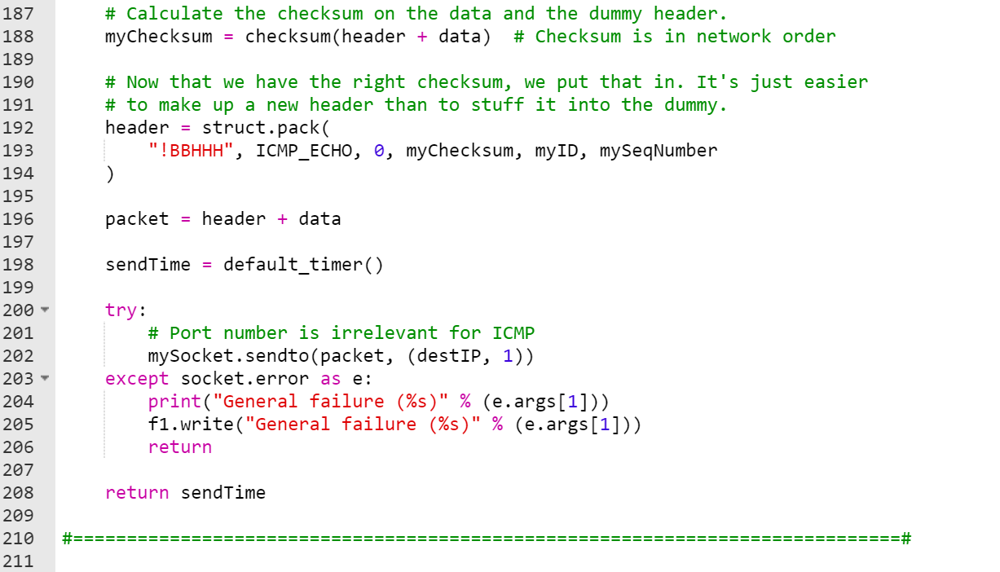 187 # Calculate the checksum on the data and the dummy header.
188 myChecksum = checksum(header + data)  # Checksum is in network order
189
190 # Now that we have the right checksum, we put that in. It's just easier
191 # to make up a new header than to stuff it into the dummy.
192 header = struct.pack(
193 "!BBHHH", ICMP_ECHO, 0, myChecksum, myID, mySeqNumber
194 )
195
196 packet = header + data
197
198 sendTime = default_timer()
199
200 try:
201 # Port number is irrelevant for ICMP
202 mySocket.sendto(packet, (destIP, 1))
203 except socket.error as e:
204 print("General failure (%s)" % (e.args[1]))
205 f1.write("General failure (%s)" % (e.args[1]))
206 return
207
208 return sendTime
209
210 #=============================================================================#
211